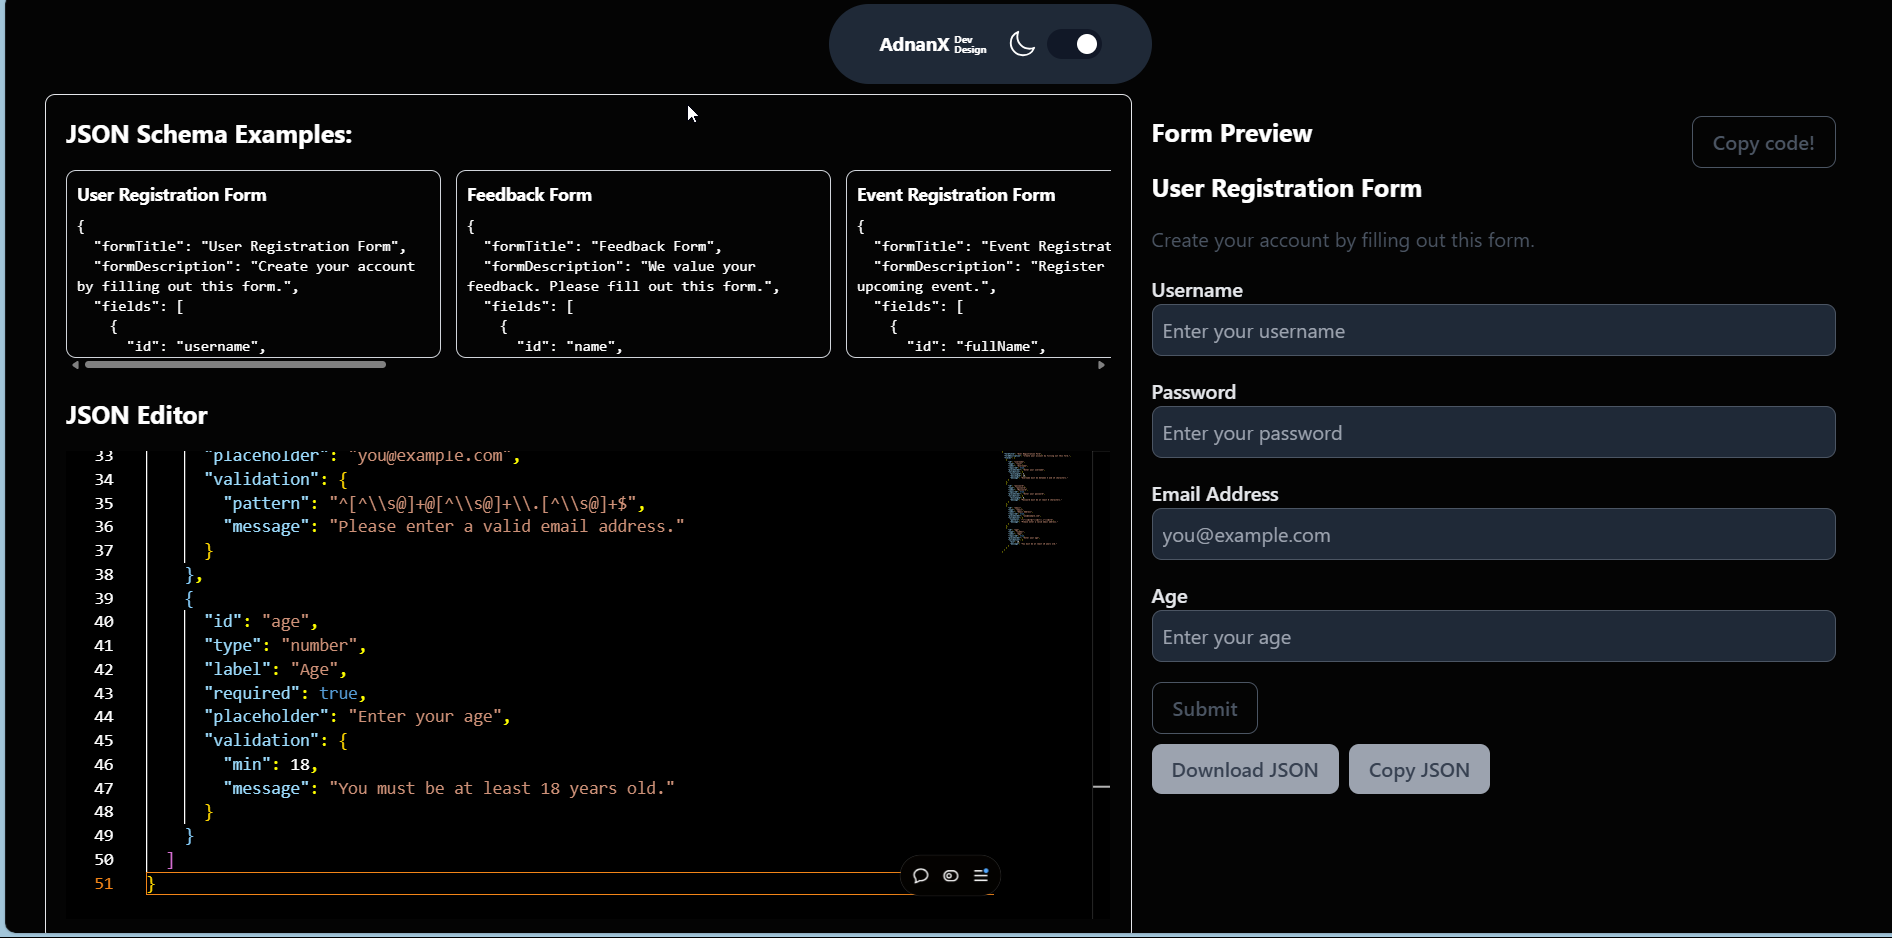 AdnanX Dev Design
JSON Schema Examples:
User Registration Form
{
"formTitle": "User Registration Form",
"formDescription": "Create your account
by filling out this form.",
"fields": [
{
"id": "username",
Feedback Form
{
"formTitle": "Feedback Form",
"formDescription": "We value your
feedback. Please fill out this form.",
"fields": [
{
"id": "name",
Event Registration Form
{
"formTitle": "Event Registrat
"formDescription": "Register
upcoming event.",
"fields": [
{
"id": "fullName",
JSON Editor
33 "placeholder": "you@example.com",
34 "validation": {
35 "pattern": "^[^\\s@]+@[^\\s@]+\\.[^\\s@]+$",
36 "message": "Please enter a valid email address."
37 }
38 },
39 {
40 "id": "age",
41 "type": "number",
42 "label": "Age",
43 "required": true,
44 "placeholder": "Enter your age",
45 "validation": {
46 "min": 18,
47 "message": "You must be at least 18 years old."
48 }
49 }
50 ]
51 }
Form Preview
Copy code!
User Registration Form
Create your account by filling out this form.
Username
Enter your username
Password
Enter your password
Email Address
you@example.com
Age
Enter your age
Submit
Download JSON
Copy JSON